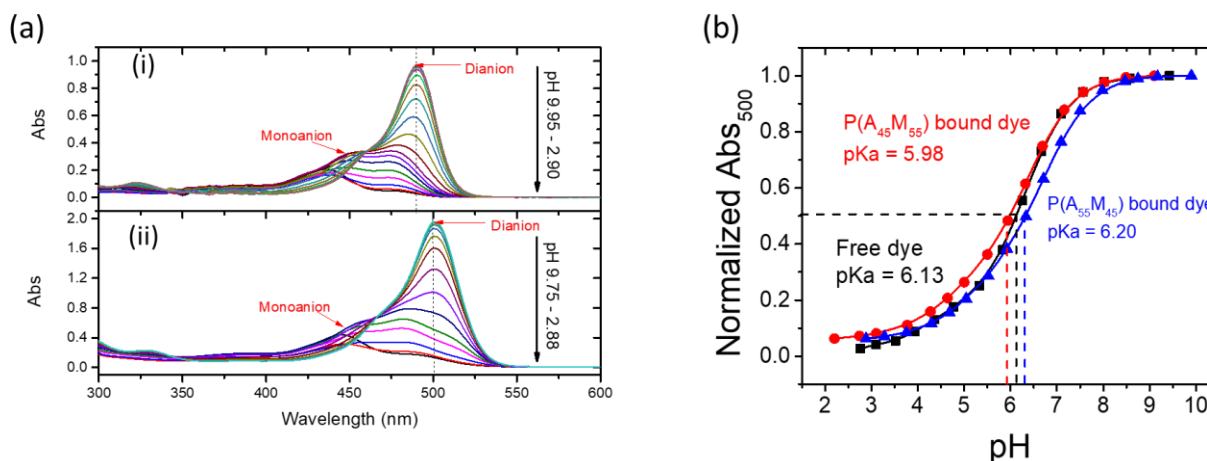 (a)
(i)
Dianion
Monoanion
pH 9.95 - 2.90
1.0
0.8
0.6
0.4
0.2
0.0
Abs
(ii)
Dianion
Monoanion
pH 9.75 - 2.88
2.0
1.6
1.2
0.8
0.4
0.0
Abs
300 350 400 450 500 550 600
Wavelength (nm)
(b)
1.0
0.8
0.6
0.4
0.2
0.0
Normalized Abs500
P(A45M55) bound dye
pKa = 5.98
P(A55M45) bound dye
pKa = 6.20
Free dye
pKa = 6.13
2 3 4 5 6 7 8 9 10
pH